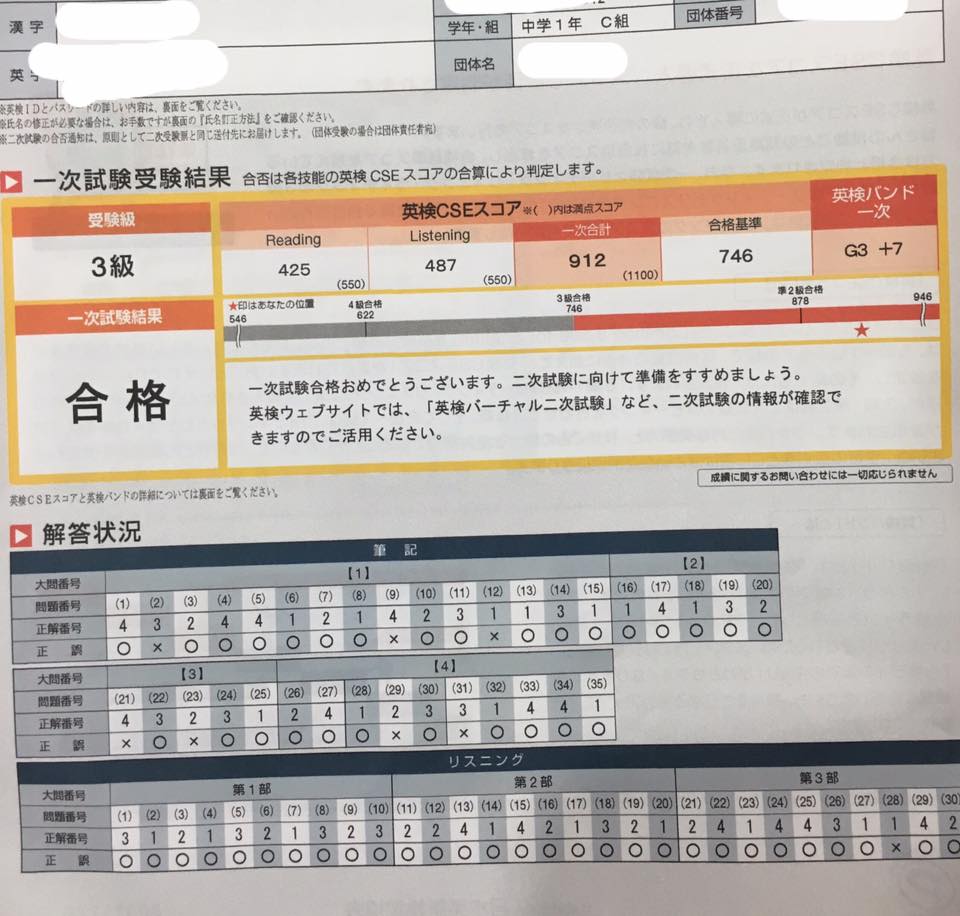 漢字
学年・組 中学1年 C組
団体番号
英字
団体名
※英検IDとパスワードの詳しい内容は、裏面をご覧ください。
※氏名の修正が必要な場合は、お手数ですが裏面の『氏名訂正方法』をご確認ください。
※二次試験の合否通知は、原則として二次受験票と同じ送付先にお届けします。(団体受験の場合は団体責任者宛)
一次試験受験結果 合否は各技能の英検CSEスコアの合算により判定します。
受験級
3級
英検CSEスコア※( )内は満点スコア
英検バンド
一次
Reading Listening 一次合計 合格基準
425 487 912 746 G3 +7
(550) (550) (1100)
一次試験結果
合格
★印はあなたの位置 4級合格 3級合格 準2級合格
546 622 746 878 946
★
一次試験合格おめでとうございます。二次試験に向けて準備をすすめましょう。
英検ウェブサイトでは、「英検バーチャル二次試験」など、二次試験の情報が確認で
きますのでご活用ください。
成績に関するお問い合わせには一切応じられません
英検CSEスコアと英検バンドの詳細については裏面をご覧ください。
解答状況
筆記
大問番号 【1】 【2】
問題番号 (1) (2) (3) (4) (5) (6) (7) (8) (9) (10) (11) (12) (13) (14) (15) (16) (17) (18) (19) (20)
正解番号 4 3 2 4 4 1 2 1 4 2 3 1 1 3 1 1 4 1 3 2
正誤 ○ × ○ ○ ○ ○ ○ ○ × ○ ○ × ○ ○ ○ ○ ○ ○ ○ ○
大問番号 【3】 【4】
問題番号 (21) (22) (23) (24) (25) (26) (27) (28) (29) (30) (31) (32) (33) (34) (35)
正解番号 4 3 2 3 1 2 4 1 2 3 3 1 4 4 1
正誤 × ○ × ○ ○ ○ ○ ○ × ○ × ○ ○ ○ ○
リスニング
大問番号 第1部 第2部 第3部
問題番号 (1) (2) (3) (4) (5) (6) (7) (8) (9) (10) (11) (12) (13) (14) (15) (16) (17) (18) (19) (20) (21) (22) (23) (24) (25) (26) (27) (28) (29) (30)
正解番号 3 1 2 1 3 2 1 3 2 3 2 2 4 1 4 2 1 3 2 1 2 4 1 4 4 3 1 1 4 2
正誤 ○ ○ ○ ○ ○ ○ ○ ○ ○ ○ ○ ○ ○ ○ ○ ○ ○ ○ ○ ○ ○ ○ ○ ○ ○ ○ ○ × ○ ○